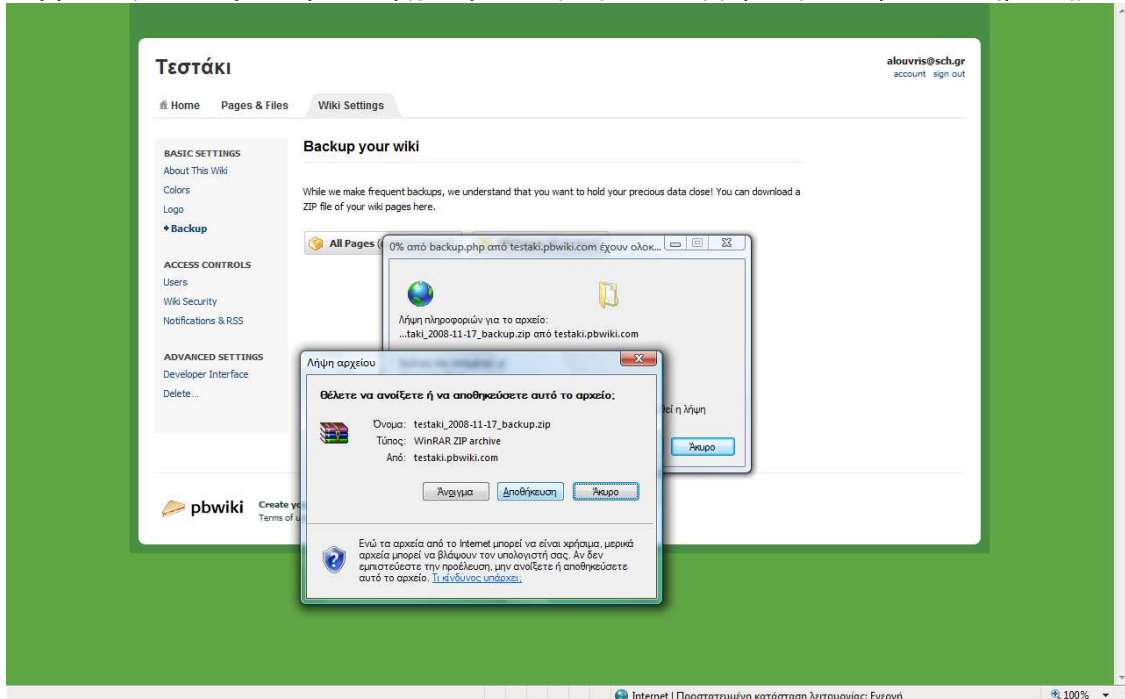 Τεστάκι
alouvris@sch.gr
account sign out
Home Pages & Files Wiki Settings
BASIC SETTINGS
About This Wiki
Colors
Logo
Backup
ACCESS CONTROLS
Users
Wiki Security
Notifications & RSS
ADVANCED SETTINGS
Developer Interface
Delete...
Backup your wiki
While we make frequent backups, we understand that you want to hold your precious data close! You can download a
ZIP file of your wiki pages here.
All Pages
0% από backup.php από testaki.pbwiki.com έχουν ολοκ...
Λήψη πληροφοριών για το αρχείο:
...taki_2008-11-17_backup.zip από testaki.pbwiki.com
η λήψη
Άκυρο
Λήψη αρχείου
Θέλετε να ανοίξετε ή να αποθηκεύσετε αυτό το αρχείο;
Όνομα: testaki_2008-11-17_backup.zip
Τύπος: WinRAR ZIP archive
Από: testaki.pbwiki.com
Άνοιγμα Αποθήκευση Άκυρο
Ενώ τα αρχεία από το Internet μπορεί να είναι χρήσιμα, μερικά
αρχεία μπορεί να βλάψουν τον υπολογιστή σας. Αν δεν
εμπιστεύεστε την προέλευση, μην ανοίξετε ή αποθηκεύσετε
αυτό το αρχείο. Τι κίνδυνος υπάρχει;
pbwiki Create
Terms of
Internet | Προστατευμένη κατάσταση λειτουργίας: Ενεργή 100%